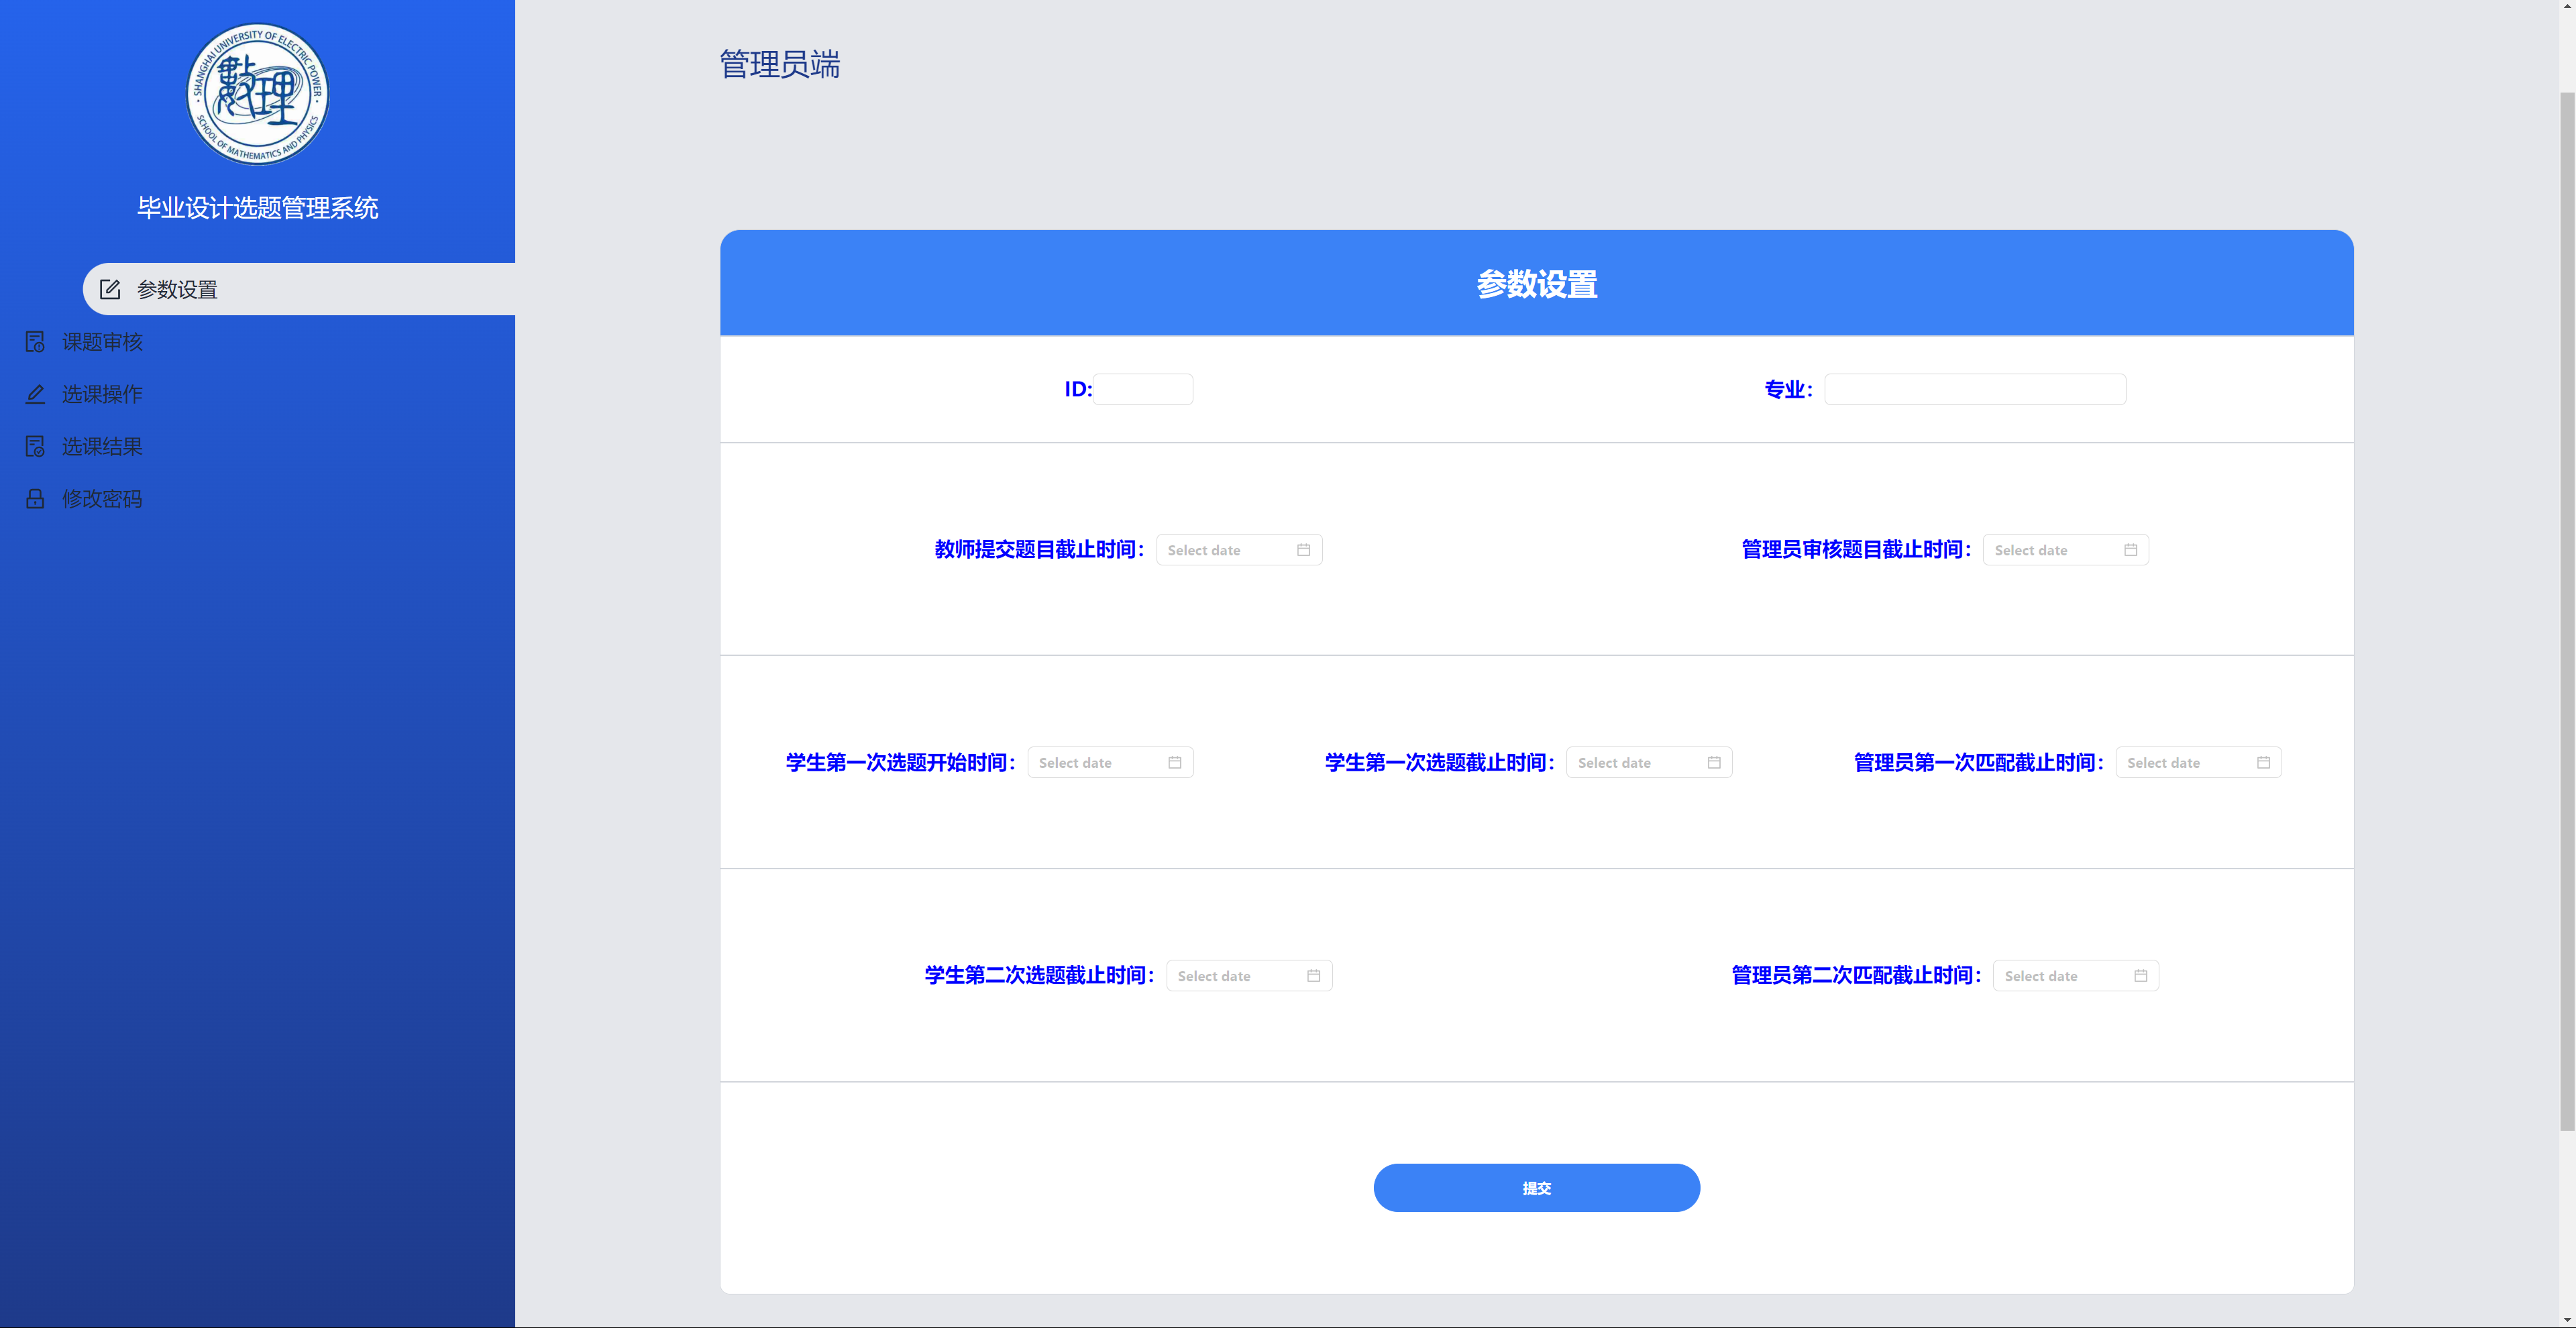 SHANGHAI UNIVERSITY OF ELECTRIC POWER
數理
SCHOOL OF MATHEMATICS AND PHYSICS
毕业设计选题管理系统
参数设置
课题审核
选课操作
选课结果
修改密码
管理员端
参数设置
ID: 专业：
教师提交题目截止时间： Select date 管理员审核题目截止时间： Select date
学生第一次选题开始时间： Select date 学生第一次选题截止时间： Select date 管理员第一次匹配截止时间： Select date
学生第二次选题截止时间： Select date 管理员第二次匹配截止时间： Select date
提交